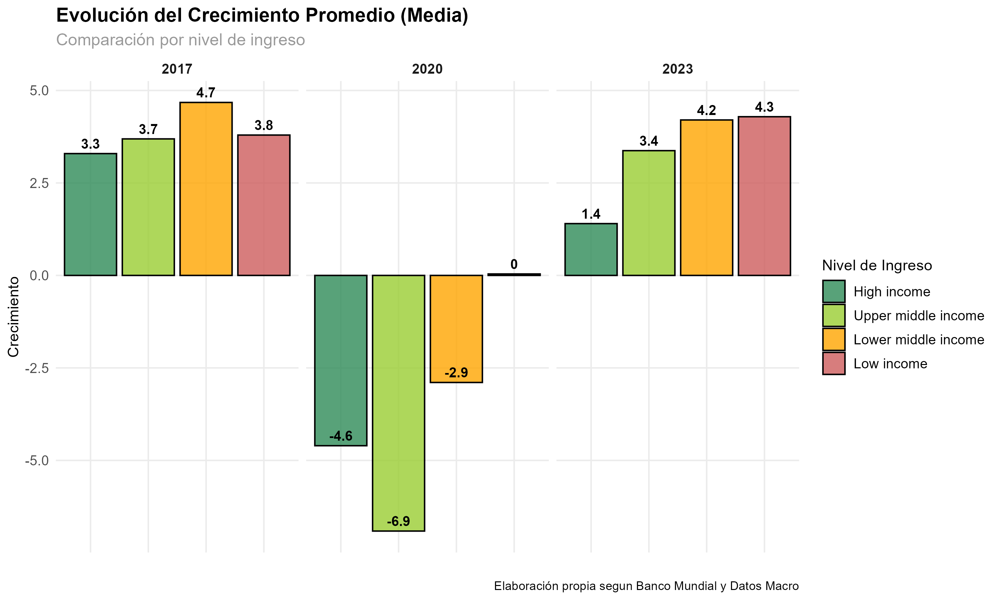 Evolución del Crecimiento Promedio (Media)
Comparación por nivel de ingreso
2017
2020
2023
5.0
2.5
0.0
-2.5
-5.0
Crecimiento
3.3
3.7
4.7
3.8
-4.6
-6.9
-2.9
0
1.4
3.4
4.2
4.3
Nivel de Ingreso
High income
Upper middle income
Lower middle income
Low income
Elaboración propia segun Banco Mundial y Datos Macro